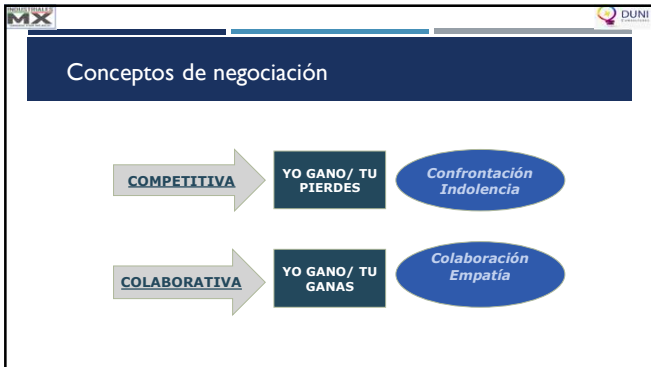 INDUSTRIALES
MX
DUNI
Conceptos de negociación
COMPETITIVA
YO GANO/ TU
PIERDES
Confrontación
Indolencia
COLABORATIVA
YO GANO/ TU
GANAS
Colaboración
Empatía